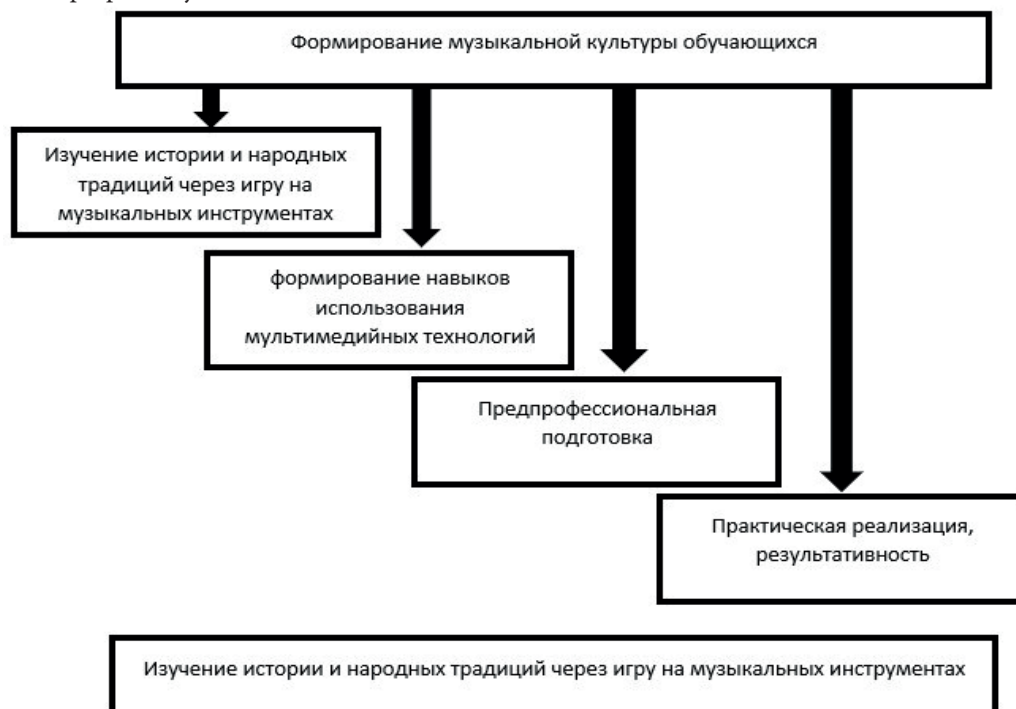 Формирование музыкальной культуры обучающихся
Изучение истории и народных
традиций через игру на
музыкальных инструментах
формирование навыков
использования
мультимедийных технологий
Предпрофессиональная
подготовка
Практическая реализация,
результативность
Изучение истории и народных традиций через игру на музыкальных инструментах